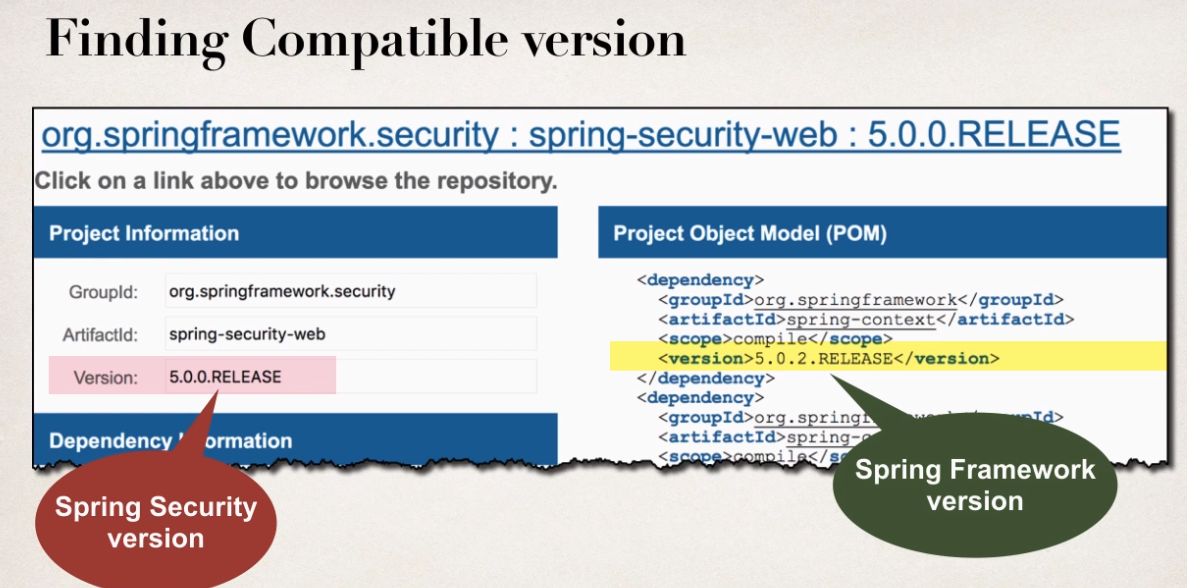 Finding Compatible version
org.springframework.security : spring-security-web : 5.0.0.RELEASE
Click on a link above to browse the repository.
Project Information
GroupId: org.springframework.security
ArtifactId: spring-security-web
Version: 5.0.0.RELEASE
Dependency
Spring Security
version
Project Object Model (POM)
<dependency>
<groupId>org.springframework</groupId>
<artifactId>spring-context</artifactId>
<scope>compile</scope>
<version>5.0.2.RELEASE</version>
</dependency>
<dependency>
<groupId>
<artifactId>
<scope>compile
Spring Framework
version